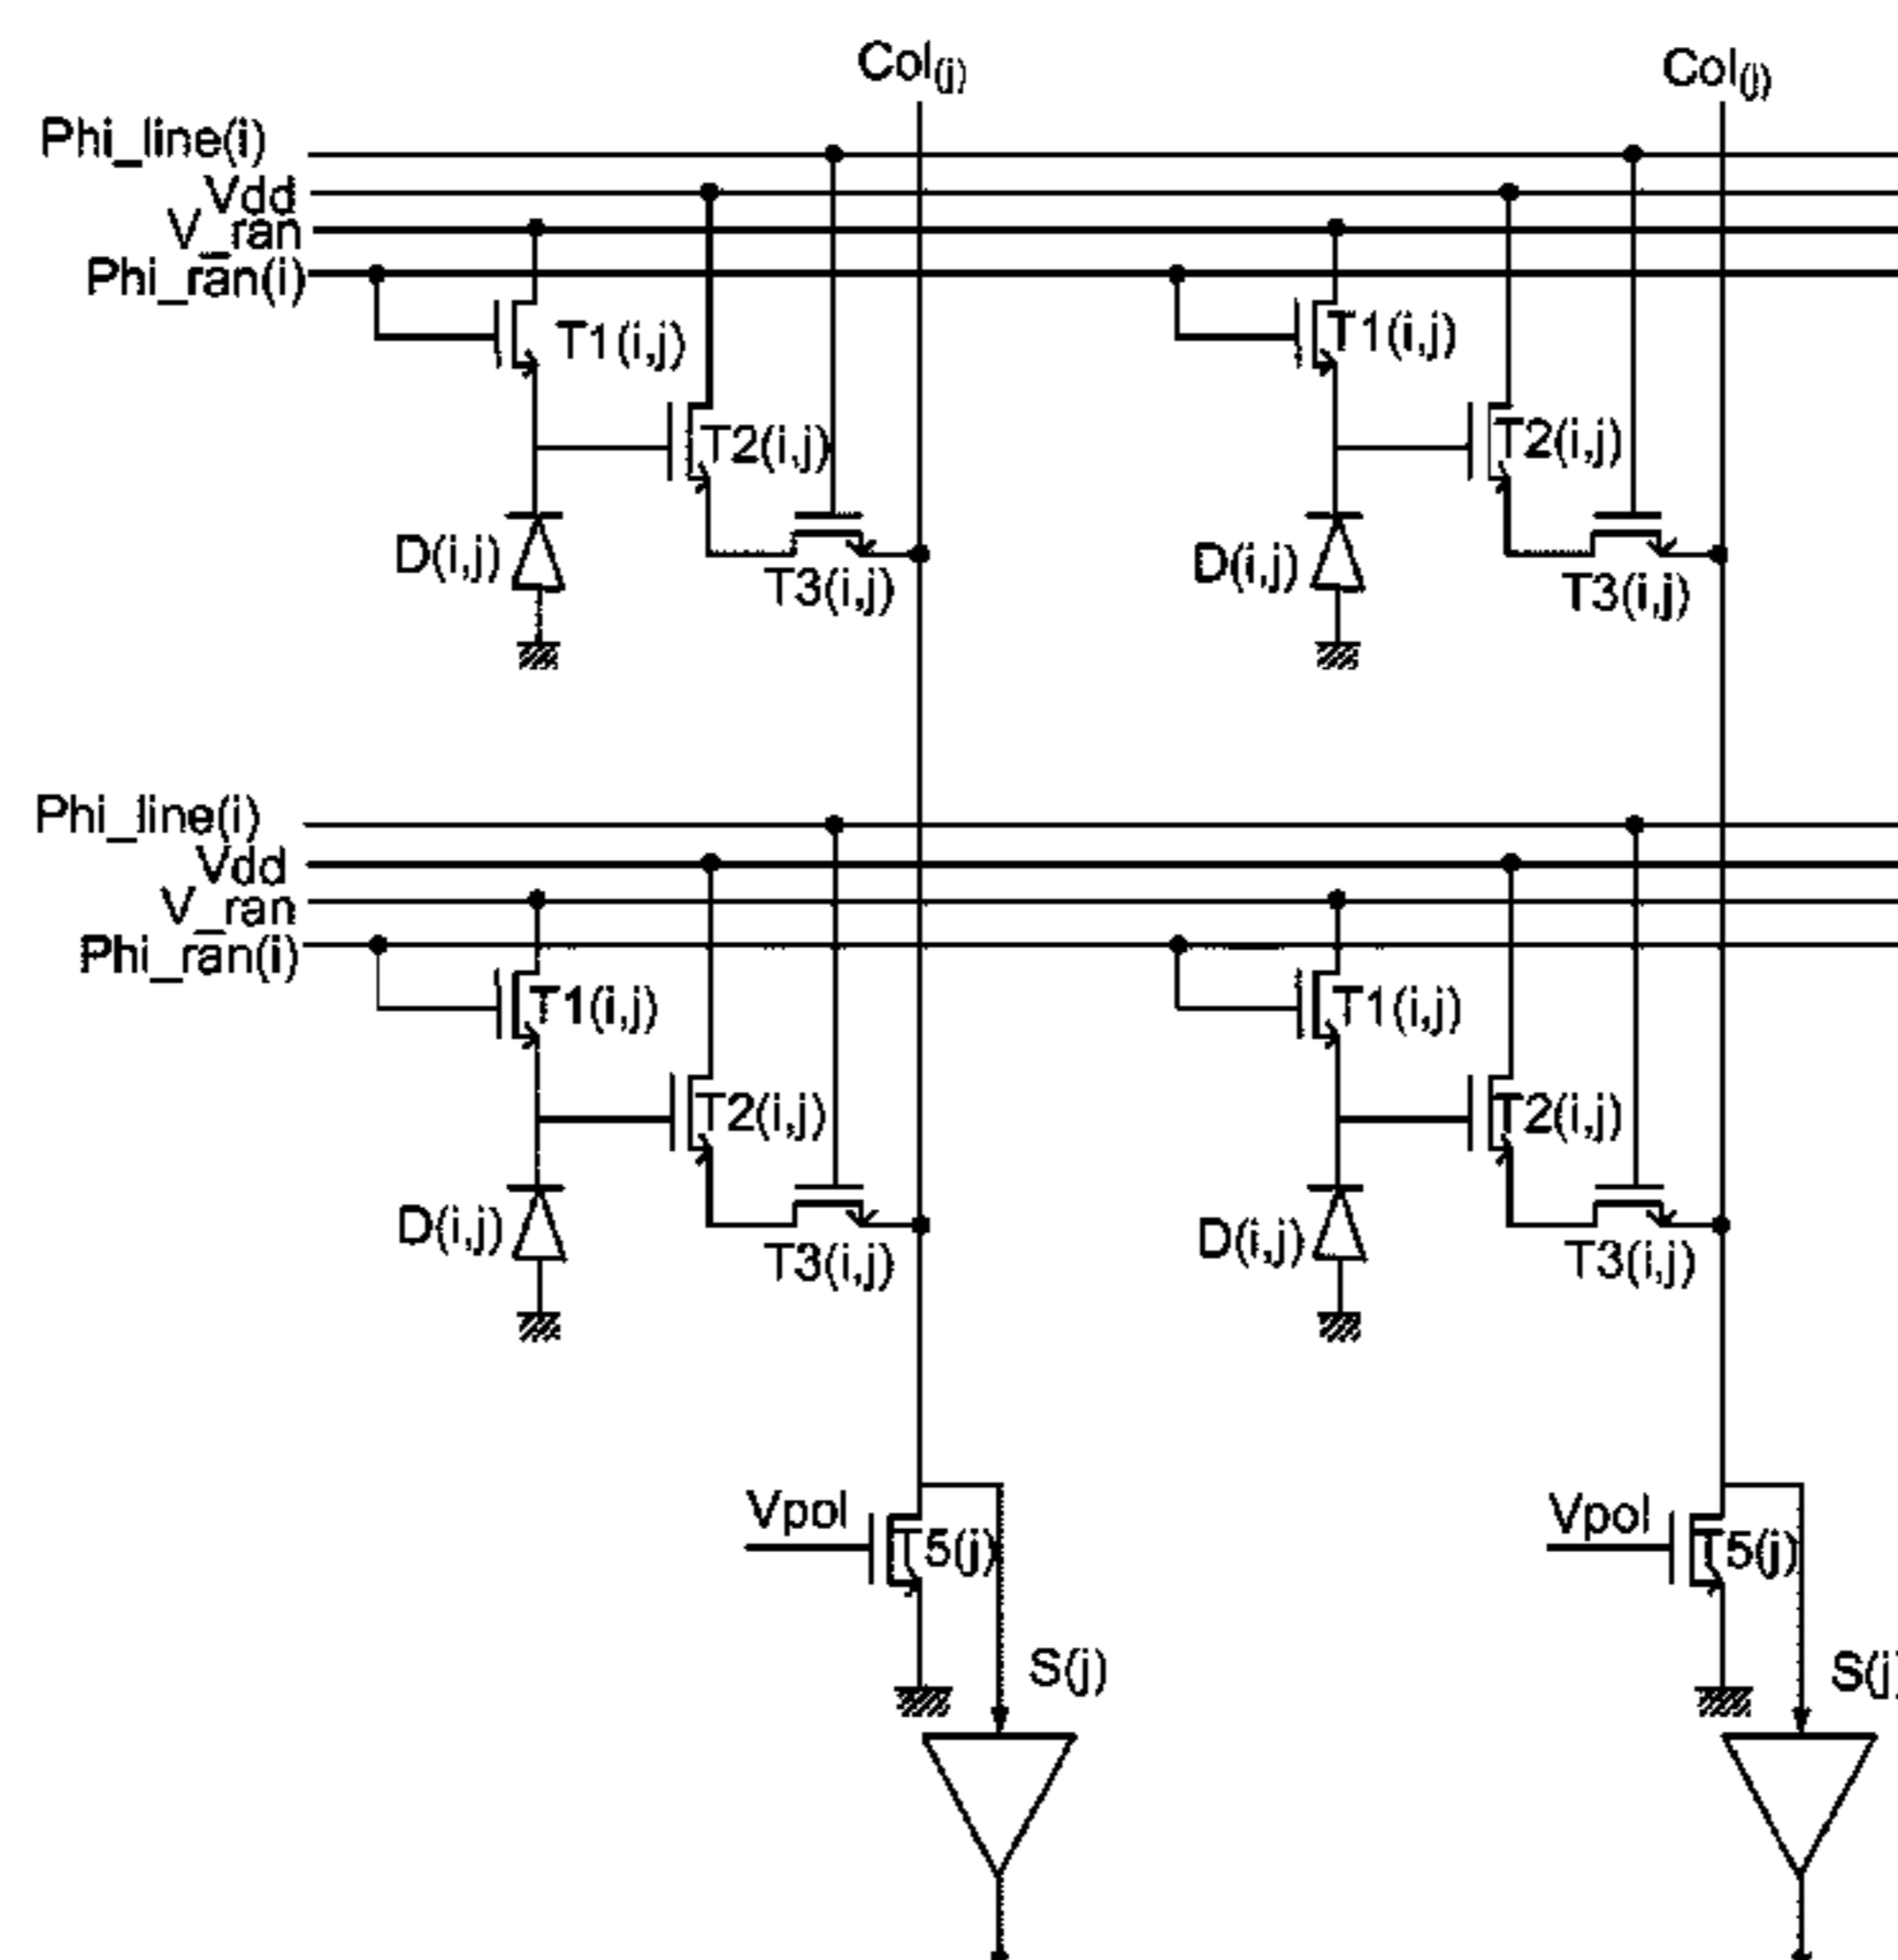 Col(j) Col(j)
Phi_line(i)
Vdd
V_ran
Phi_ran(i)
T1(i,j) T1(i,j)
T2(i,j) T2(i,j)
D(i,j) D(i,j)
T3(i,j) T3(i,j)
Phi_line(i)
Vdd
V_ran
Phi_ran(i)
T1(i,j) T1(i,j)
T2(i,j) T2(i,j)
D(i,j) D(i,j)
T3(i,j) T3(i,j)
Vpol Vpol
T5(j) T5(j)
S(j) S(j)